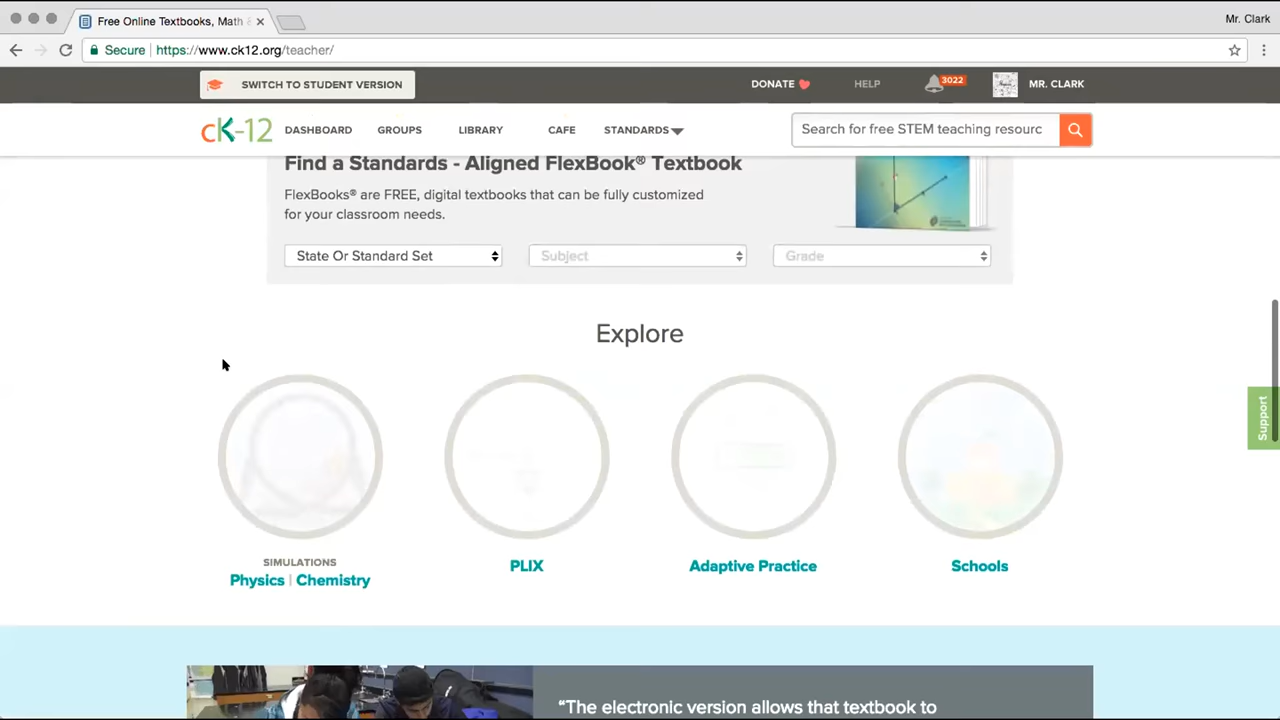 Free Online Textbooks, Math &
Mr. Clark
Secure | https://www.ck12.org/teacher/
SWITCH TO STUDENT VERSION
DONATE
HELP
3022
MR. CLARK
cK-12
DASHBOARD
GROUPS
LIBRARY
CAFE
STANDARDS
Search for free STEM teaching resourc
Find a Standards - Aligned FlexBook® Textbook
FlexBooks® are FREE, digital textbooks that can be fully customized
for your classroom needs.
State Or Standard Set
Subject
Grade
Explore
Support
SIMULATIONS
Physics | Chemistry
PLIX
Adaptive Practice
Schools
“The electronic version allows that textbook to